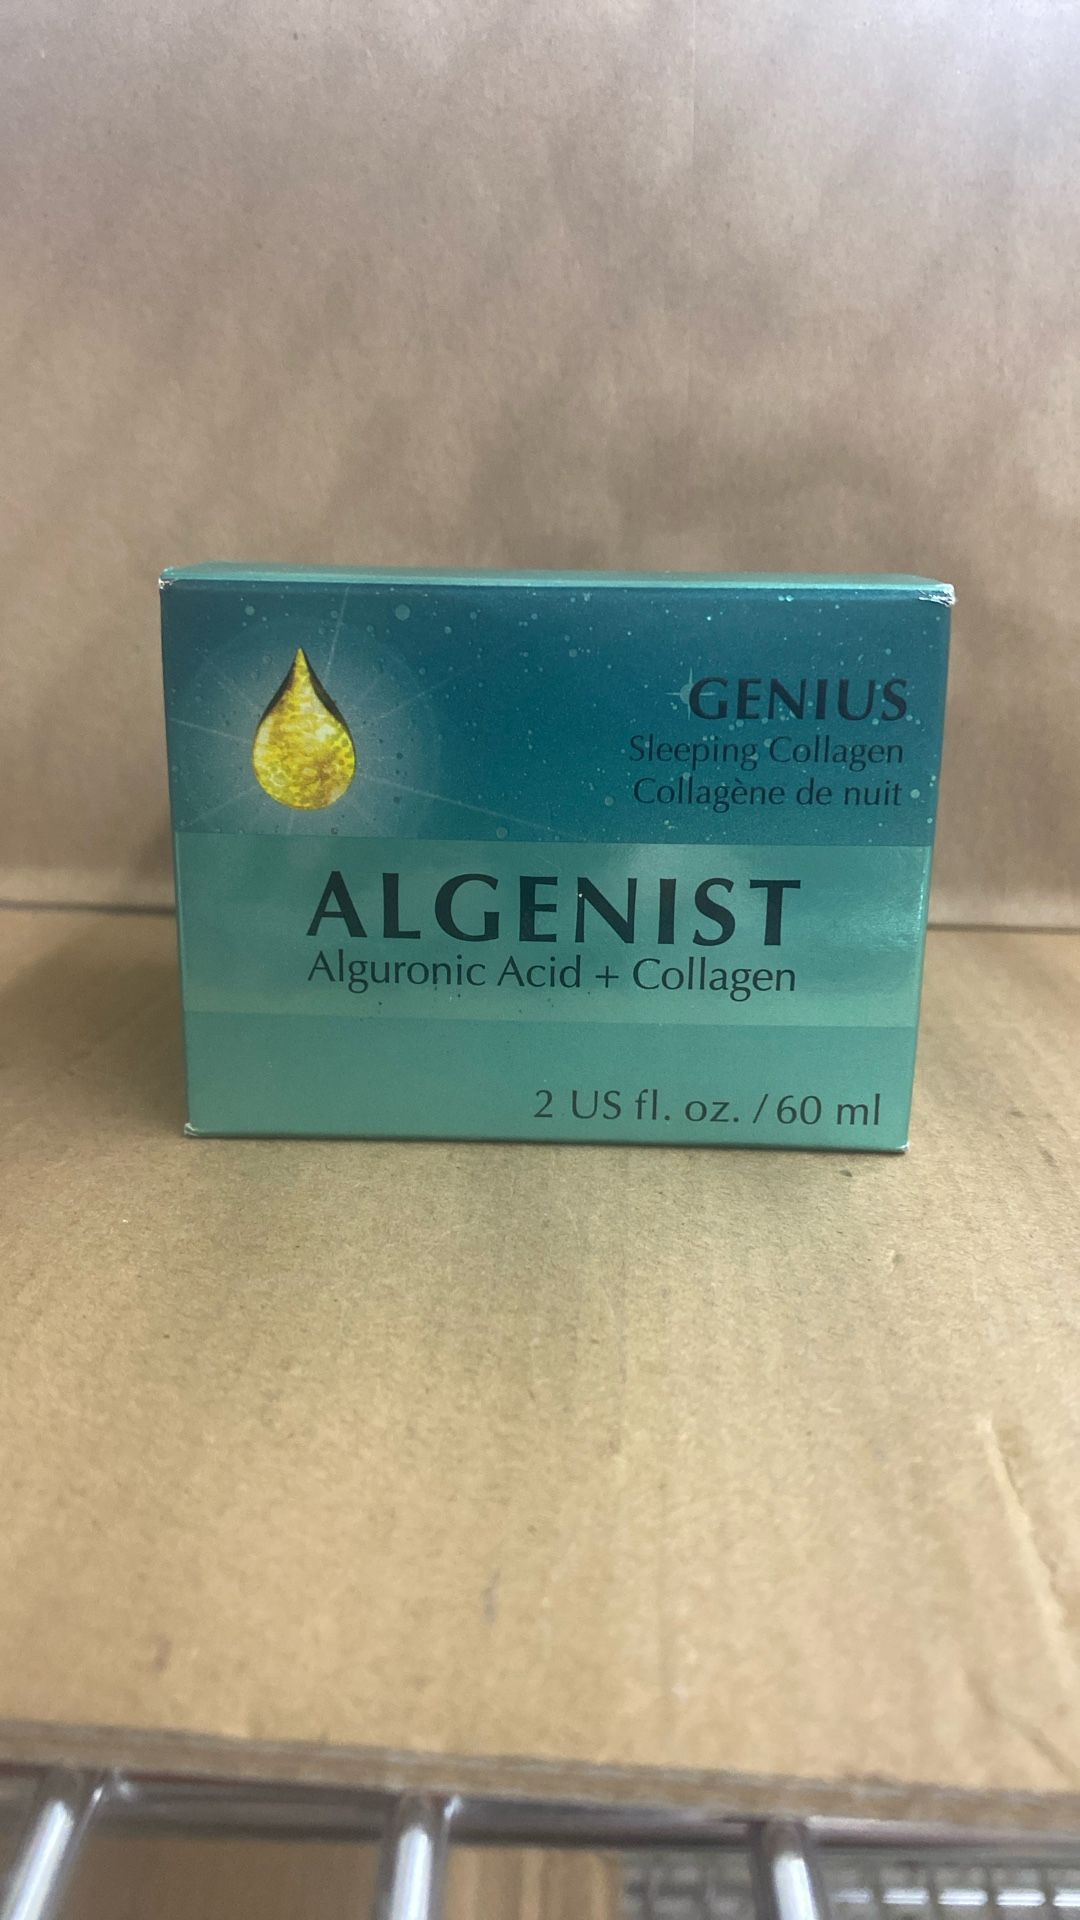 GENIUS
Sleeping Collagen
Collagène de nuit
ALGENIST
Alguronic Acid + Collagen
2 US fl. oz. / 60 ml